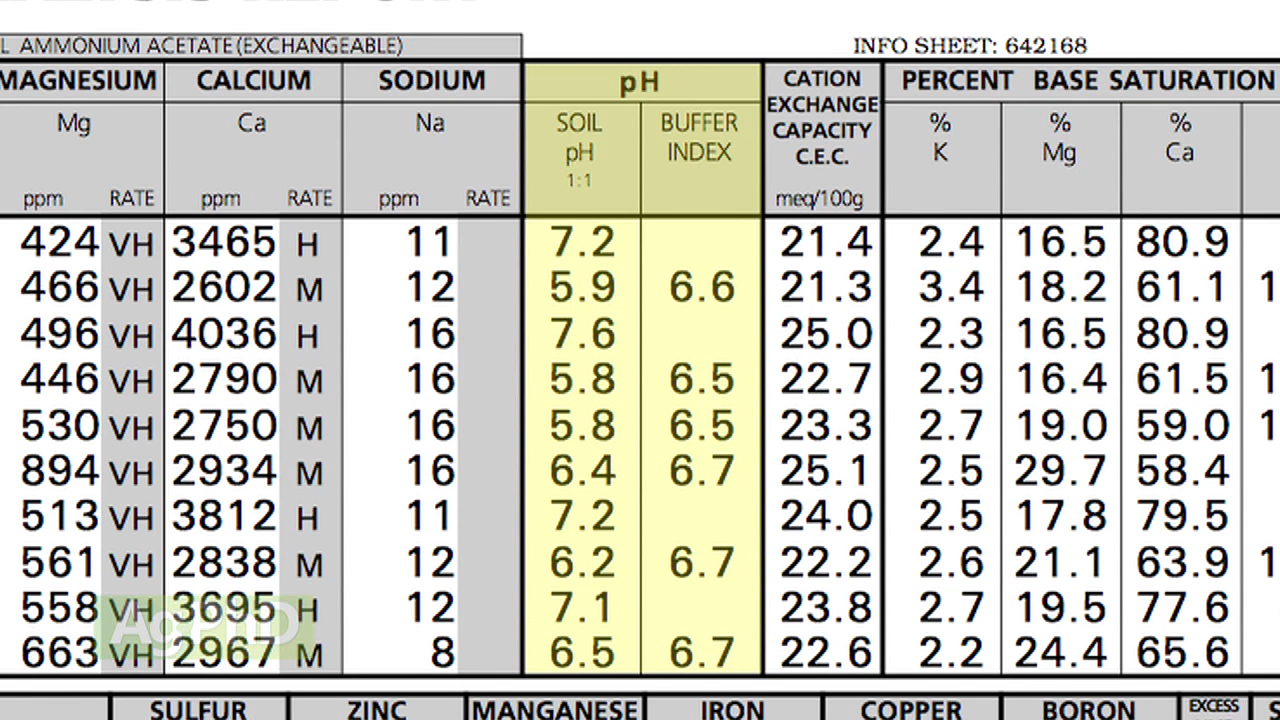 L AMMONIUM ACETATE (EXCHANGEABLE) INFO SHEET: 642168
MAGNESIUM CALCIUM SODIUM pH CATION EXCHANGE CAPACITY C.E.C. PERCENT BASE SATURATION
Mg Ca Na SOIL pH 1:1 BUFFER INDEX % K % Mg % Ca
ppm RATE ppm RATE ppm RATE meq/100g
424 VH 3465 H 11 7.2 21.4 2.4 16.5 80.9
466 VH 2602 M 12 5.9 6.6 21.3 3.4 18.2 61.1 1
496 VH 4036 H 16 7.6 25.0 2.3 16.5 80.9
446 VH 2790 M 16 5.8 6.5 22.7 2.9 16.4 61.5 1
530 VH 2750 M 16 5.8 6.5 23.3 2.7 19.0 59.0 1
894 VH 2934 M 16 6.4 6.7 25.1 2.5 29.7 58.4
513 VH 3812 H 11 7.2 24.0 2.5 17.8 79.5
561 VH 2838 M 12 6.2 6.7 22.2 2.6 21.1 63.9 1
558 VH 3695 H 12 7.1 23.8 2.7 19.5 77.6
AgPhD
663 VH 2967 M 8 6.5 6.7 22.6 2.2 24.4 65.6
SULFUR ZINC MANGANESE IRON COPPER BORON EXCESS S